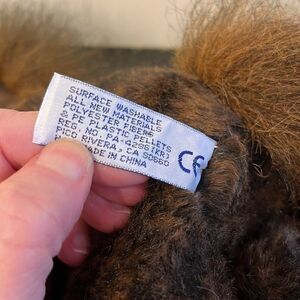 SURFACE WASHABLE
ALL NEW MATERIALS
POLYESTER FIBERS
& PE PLASTIC PELLETS
REG. NO. PA-4256(KR)
PICO RIVERA, CA 90660
MADE IN CHINA
CE